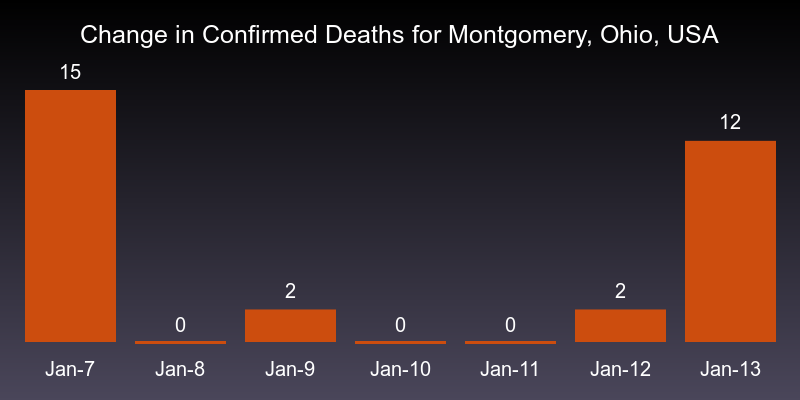 Change in Confirmed Deaths for Montgomery, Ohio, USA
15
0
2
0
0
2
12
Jan-7
Jan-8
Jan-9
Jan-10
Jan-11
Jan-12
Jan-13